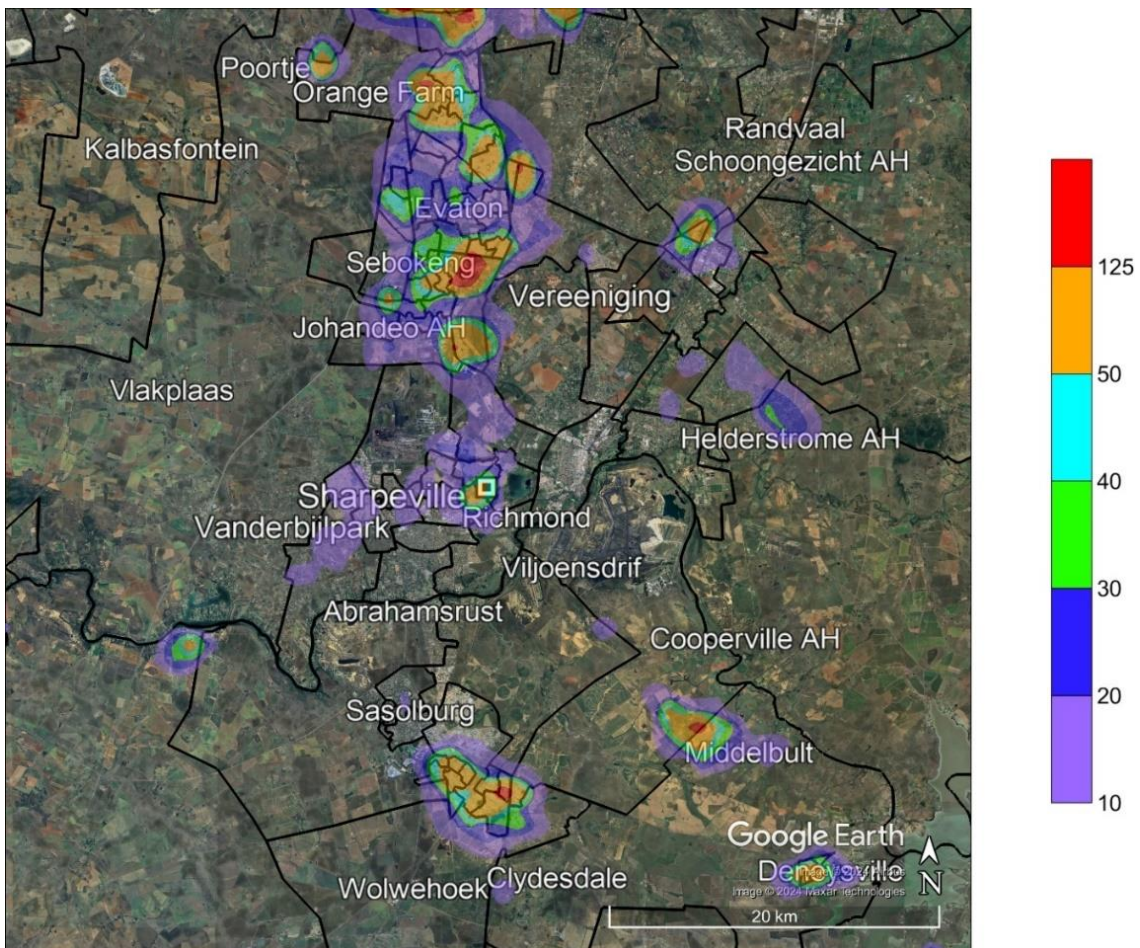 Poortje
Orange Farm
Kalbasfontein
Randvaal
Schoongezicht AH
Evaton
Sebokeng
Vereeniging
Johandeo AH
Vlakplaas
Helderstrome AH
Sharpeville
Richmond
Vanderbijlpark
Viljoensdrif
Abrahamsrust
Cooperville AH
Sasolburg
Middelbult
Google Earth
Deneysville
Image © 2024 Maxar Technologies
Wolwehoek
Clydesdale
N
20 km
125
50
40
30
20
10